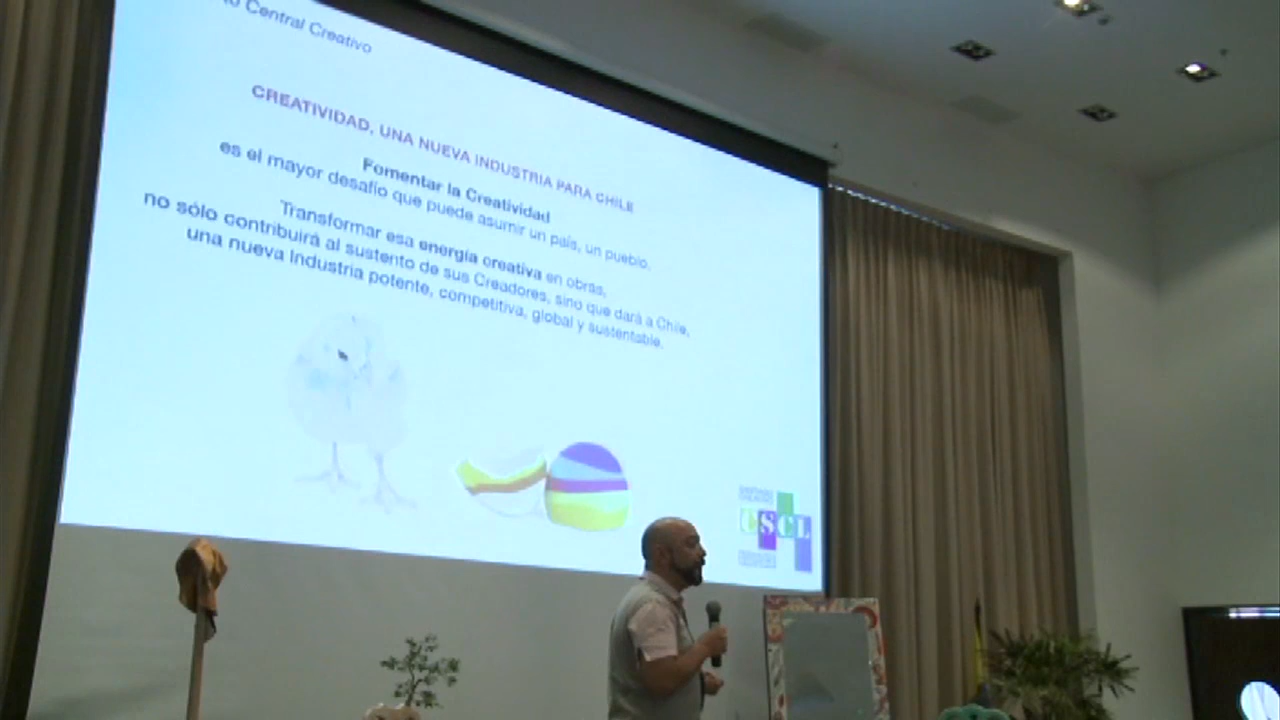 Central Creativo
CREATIVIDAD, UNA NUEVA INDUSTRIA PARA CHILE
Fomentar la Creatividad
es el mayor desafío que puede asumir un país, un pueblo.
Transformar esa energía creativa en obras,
no sólo contribuirá al sustento de sus Creadores, sino que dará a Chile,
una nueva Industria potente, competitiva, global y sustentable.
CSCL